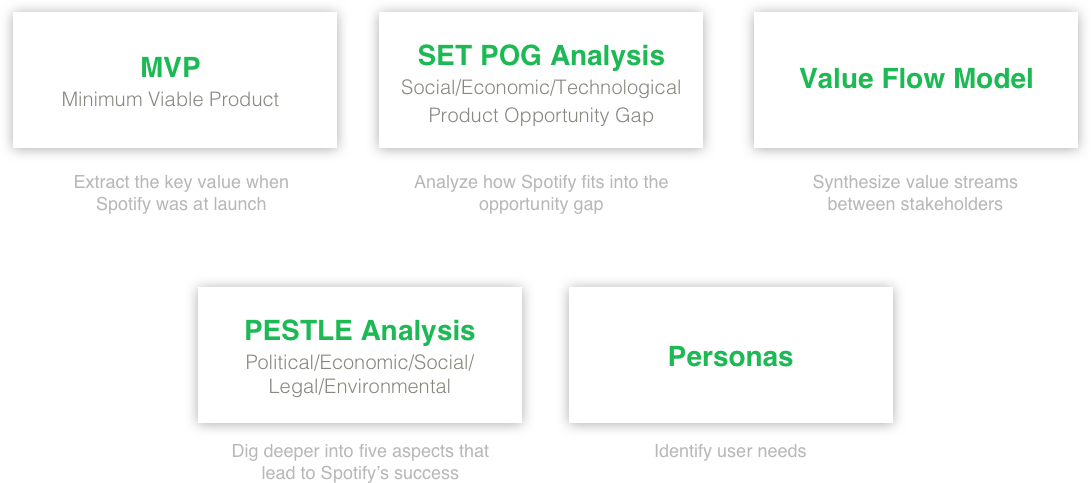 MVP
Minimum Viable Product
Extract the key value when
Spotify was at launch
SET POG Analysis
Social/Economic/Technological
Product Opportunity Gap
Analyze how Spotify fits into the
opportunity gap
Value Flow Model
Synthesize value streams
between stakeholders
PESTLE Analysis
Political/Economic/Social/
Legal/Environmental
Dig deeper into five aspects that
lead to Spotify’s success
Personas
Identify user needs